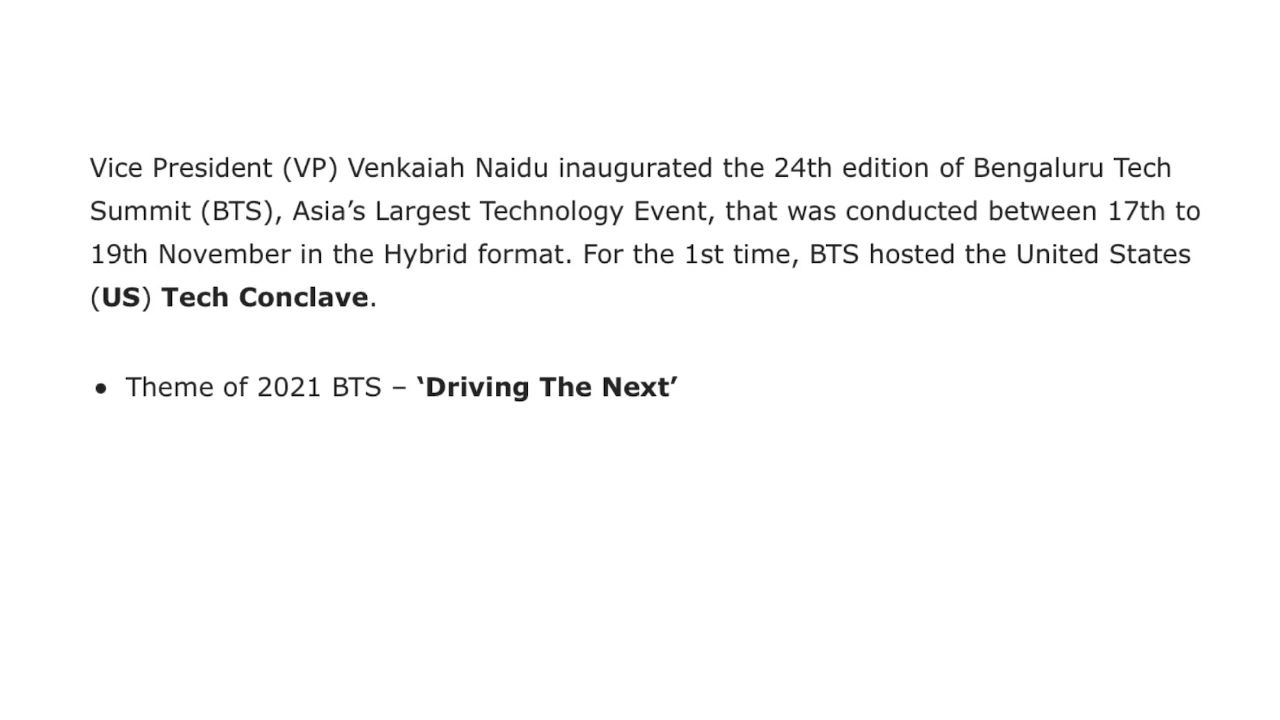 Vice President (VP) Venkaiah Naidu inaugurated the 24th edition of Bengaluru Tech
Summit (BTS), Asia’s Largest Technology Event, that was conducted between 17th to
19th November in the Hybrid format. For the 1st time, BTS hosted the United States
(US) Tech Conclave.
• Theme of 2021 BTS – ‘Driving The Next’